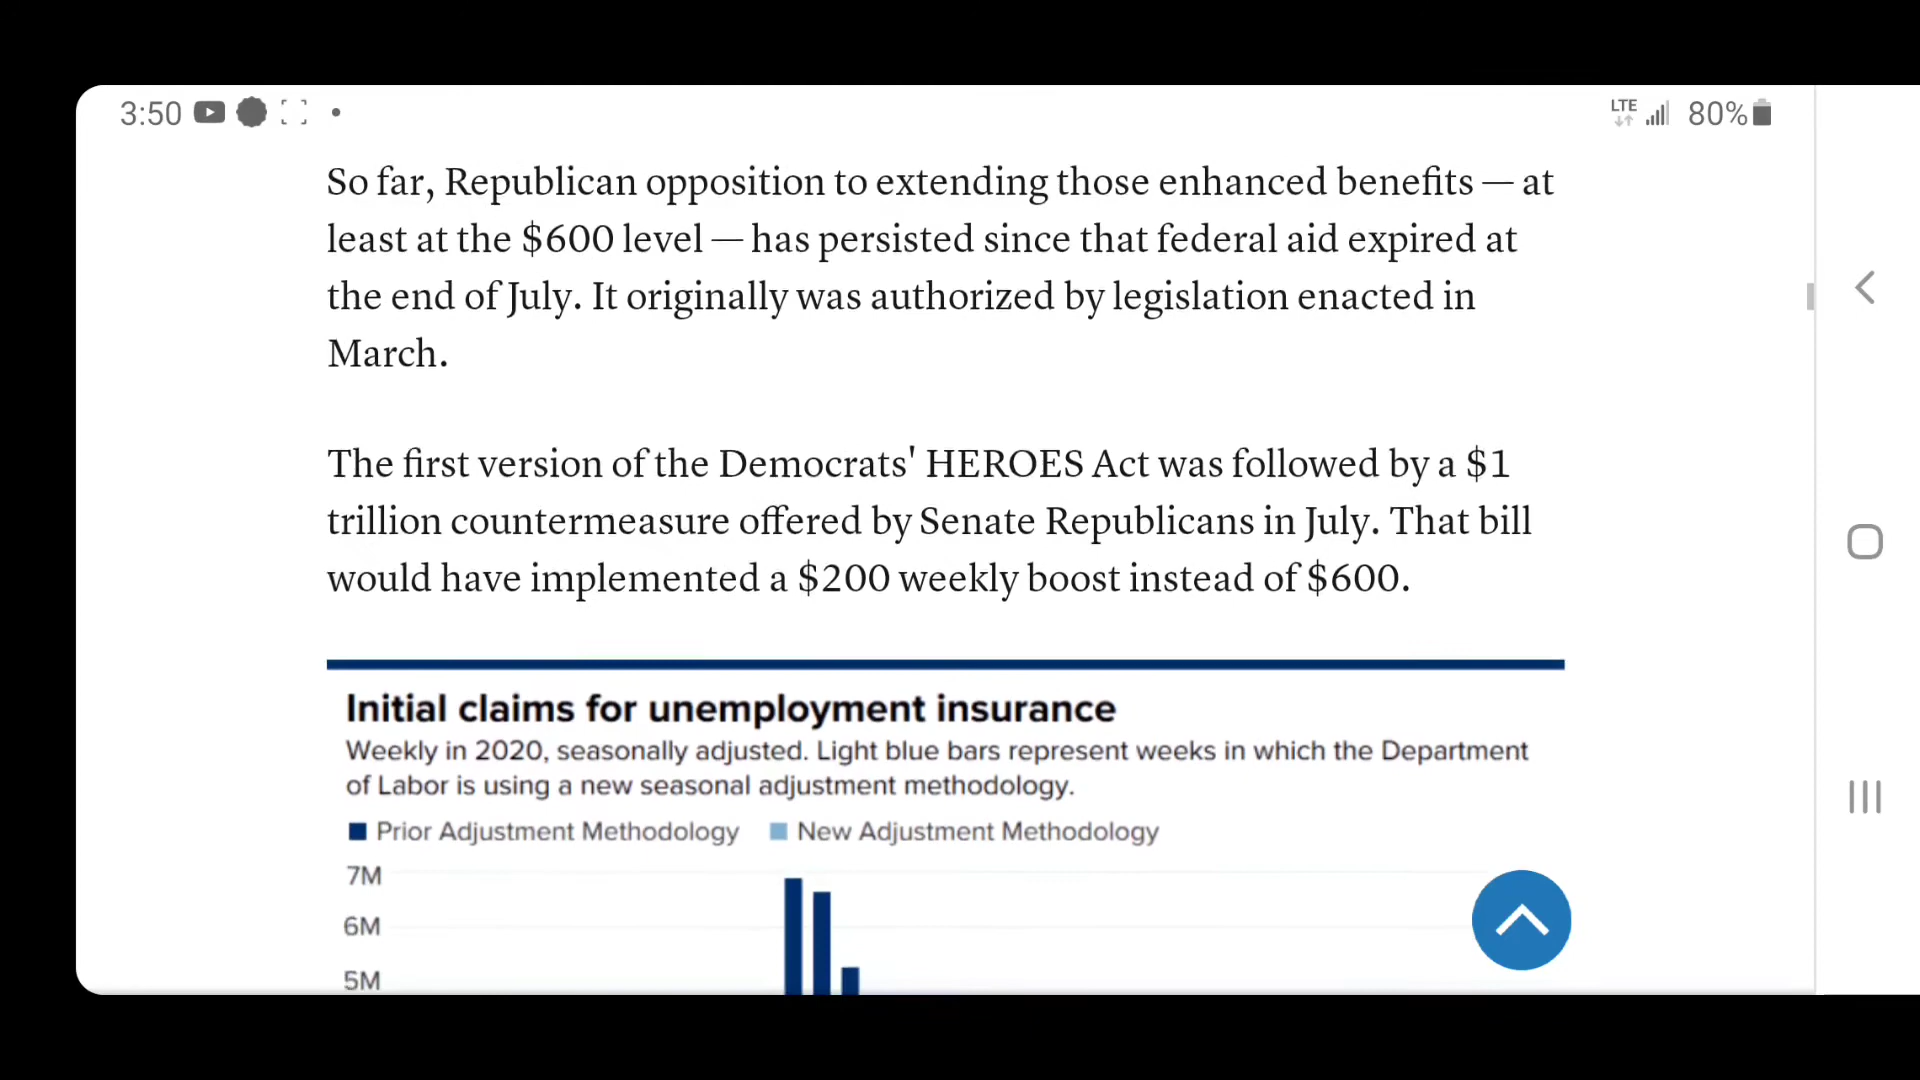 3:50
LTE 80%
So far, Republican opposition to extending those enhanced benefits — at
least at the $600 level — has persisted since that federal aid expired at
the end of July. It originally was authorized by legislation enacted in
March.
The first version of the Democrats' HEROES Act was followed by a $1
trillion countermeasure offered by Senate Republicans in July. That bill
would have implemented a $200 weekly boost instead of $600.
Initial claims for unemployment insurance
Weekly in 2020, seasonally adjusted. Light blue bars represent weeks in which the Department
of Labor is using a new seasonal adjustment methodology.
Prior Adjustment Methodology New Adjustment Methodology
7M
6M
5M